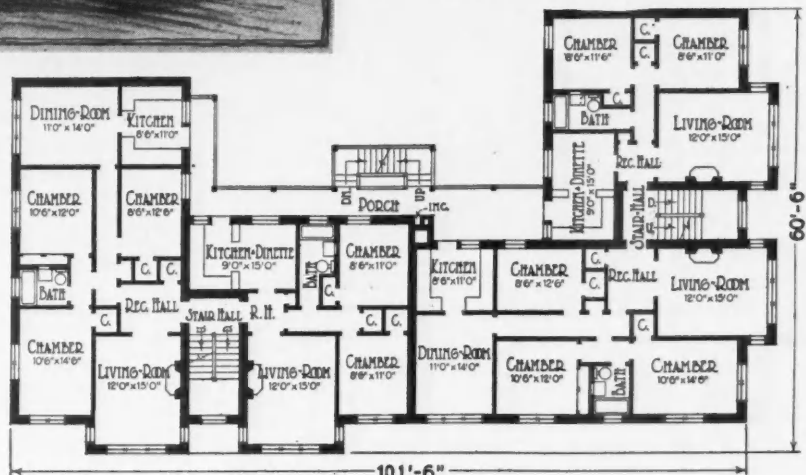 CHAMBER
8'6"x11'6"
C.
C.
CHAMBER
8'6"x11'0"
C.
BATH
LIVING-ROOM
12'0"x15'0"
REC. HALL
KITCHEN & DINETTE
9'0"x15'0"
STAIR-HALL
D.
U.
DINING-ROOM
11'0"x14'0"
KITCHEN
8'6"x11'0"
CHAMBER
10'6"x12'0"
CHAMBER
8'6"x12'6"
C.
C.
BATH
REC. HALL
C.
CHAMBER
10'6"x14'6"
LIVING-ROOM
12'0"x15'0"
STAIR HALL
R.H.
KITCHEN & DINETTE
9'0"x15'0"
BATH
C.
CHAMBER
8'6"x11'0"
C.
C.
CHAMBER
8'6"x11'0"
LIVING-ROOM
12'0"x15'0"
DN.
UP
PORCH
INC.
KITCHEN
8'6"x11'0"
DINING-ROOM
11'0"x14'0"
CHAMBER
8'6"x12'6"
C.
C.
REC. HALL
LIVING-ROOM
12'0"x15'0"
CHAMBER
10'6"x12'0"
C.
BATH
CHAMBER
10'6"x14'6"
60'-6"
101'-6"